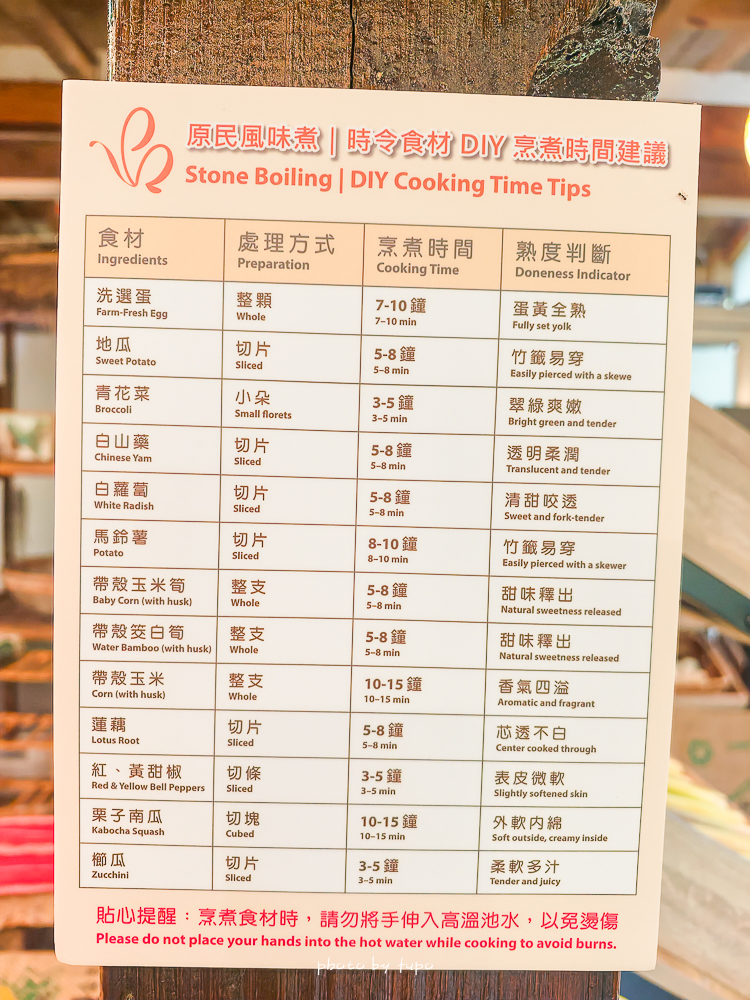 原民風味煮 | 時令食材 DIY 烹煮時間建議
Stone Boiling | DIY Cooking Time Tips
食材 處理方式 烹煮時間 熟度判斷
Ingredients Preparation Cooking Time Doneness Indicator
洗選蛋 整顆 7-10 鐘 蛋黃全熟
Farm-Fresh Egg Whole 7–10 min Fully set yolk
地瓜 切片 5-8 鐘 竹籤易穿
Sweet Potato Sliced 5–8 min Easily pierced with a skewe
青花菜 小朵 3-5 鐘 翠綠爽嫩
Broccoli Small florets 3–5 min Bright green and tender
白山藥 切片 5-8 鐘 透明柔潤
Chinese Yam Sliced 5–8 min Translucent and tender
白蘿蔔 切片 5-8 鐘 清甜咬透
White Radish Sliced 5–8 min Sweet and fork-tender
馬鈴薯 切片 8-10 鐘 竹籤易穿
Potato Sliced 8–10 min Easily pierced with a skewer
帶殼玉米筍 整支 5-8 鐘 甜味釋出
Baby Corn (with husk) Whole 5–8 min Natural sweetness released
帶殼筊白筍 整支 5-8 鐘 甜味釋出
Water Bamboo (with husk) Whole 5–8 min Natural sweetness released
帶殼玉米 整支 10-15 鐘 香氣四溢
Corn (with husk) Whole 10–15 min Aromatic and fragrant
蓮藕 切片 5-8 鐘 芯透不白
Lotus Root Sliced 5–8 min Center cooked through
紅、黃甜椒 切條 3-5 鐘 表皮微軟
Red & Yellow Bell Peppers Sliced 3–5 min Slightly softened skin
栗子南瓜 切塊 10-15 鐘 外軟內綿
Kabocha Squash Cubed 10–15 min Soft outside, creamy inside
櫛瓜 切片 3-5 鐘 柔軟多汁
Zucchini Sliced 3–5 min Tender and juicy
貼心提醒：烹煮食材時，請勿將手伸入高溫池水，以免燙傷
Please do not place your hands into the hot water while cooking to avoid burns.
photo by tupo